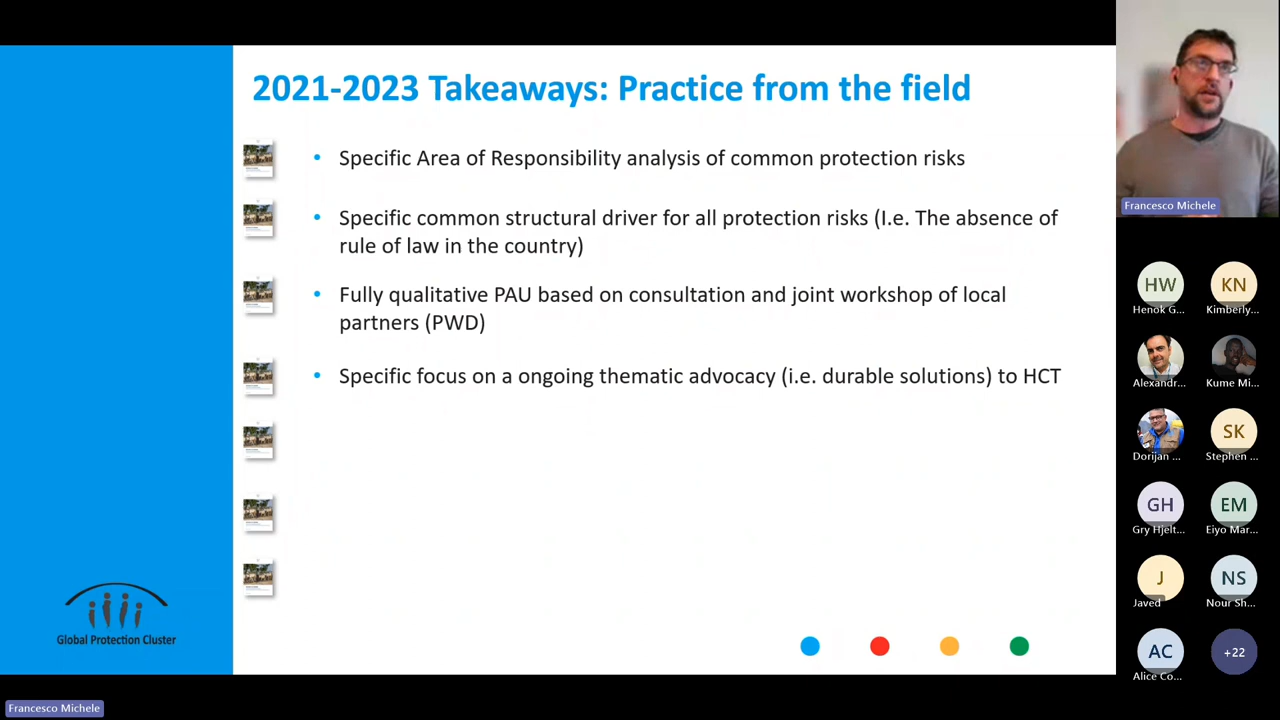 2021-2023 Takeaways: Practice from the field
• Specific Area of Responsibility analysis of common protection risks
• Specific common structural driver for all protection risks (I.e. The absence of
rule of law in the country)
• Fully qualitative PAU based on consultation and joint workshop of local
partners (PWD)
• Specific focus on a ongoing thematic advocacy (i.e. durable solutions) to HCT
Global Protection Cluster
Francesco Michele
HW
Henok G...
KN
Kimberly...
Alexandr...
Kume Mi...
Dorijan ...
SK
Stephen ...
GH
Gry Hjelt...
EM
Eiyo Mar...
J
Javed
NS
Nour Sh...
AC
Alice Co...
+22
Francesco Michele